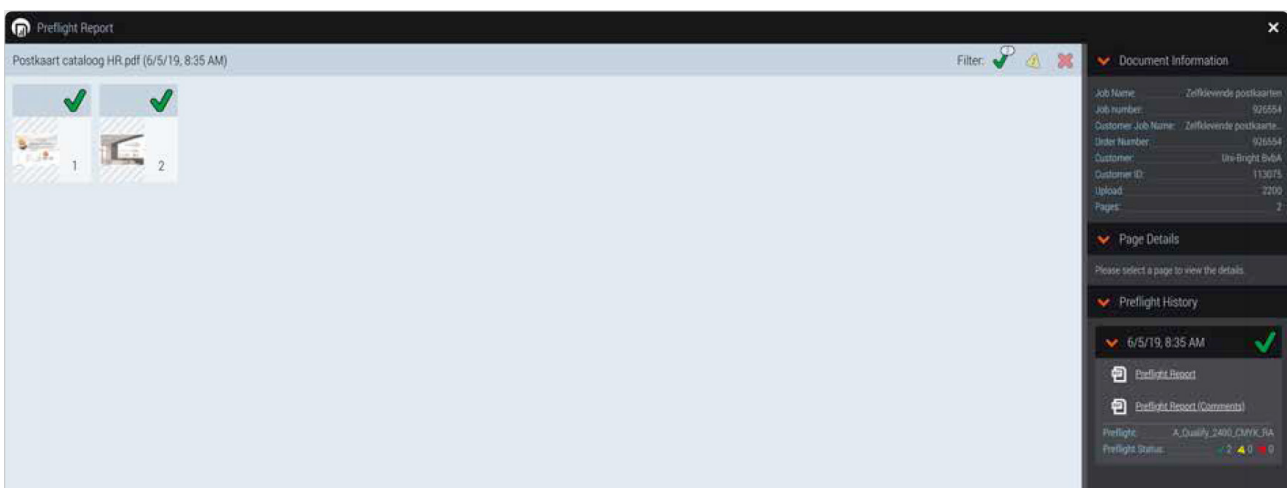 Preflight Report
Postkaart cataloog HR.pdf (6/5/19, 8:35 AM)
Filter:
1
2
Document Information
Job Name: Zelfklevende postkaarten
Job number: 926554
Customer Job Name: Zelfklevende postkaarte...
Order Number: 926554
Customer: Uni-Bright BvbA
Customer ID: 113075
Upload: 2200
Pages: 2
Page Details
Please select a page to view the details.
Preflight History
6/5/19, 8:35 AM
Preflight Report
Preflight Report (Comments)
Preflight: A_Qualify_2400_CMYK_RA
Preflight Status: 2 0 0